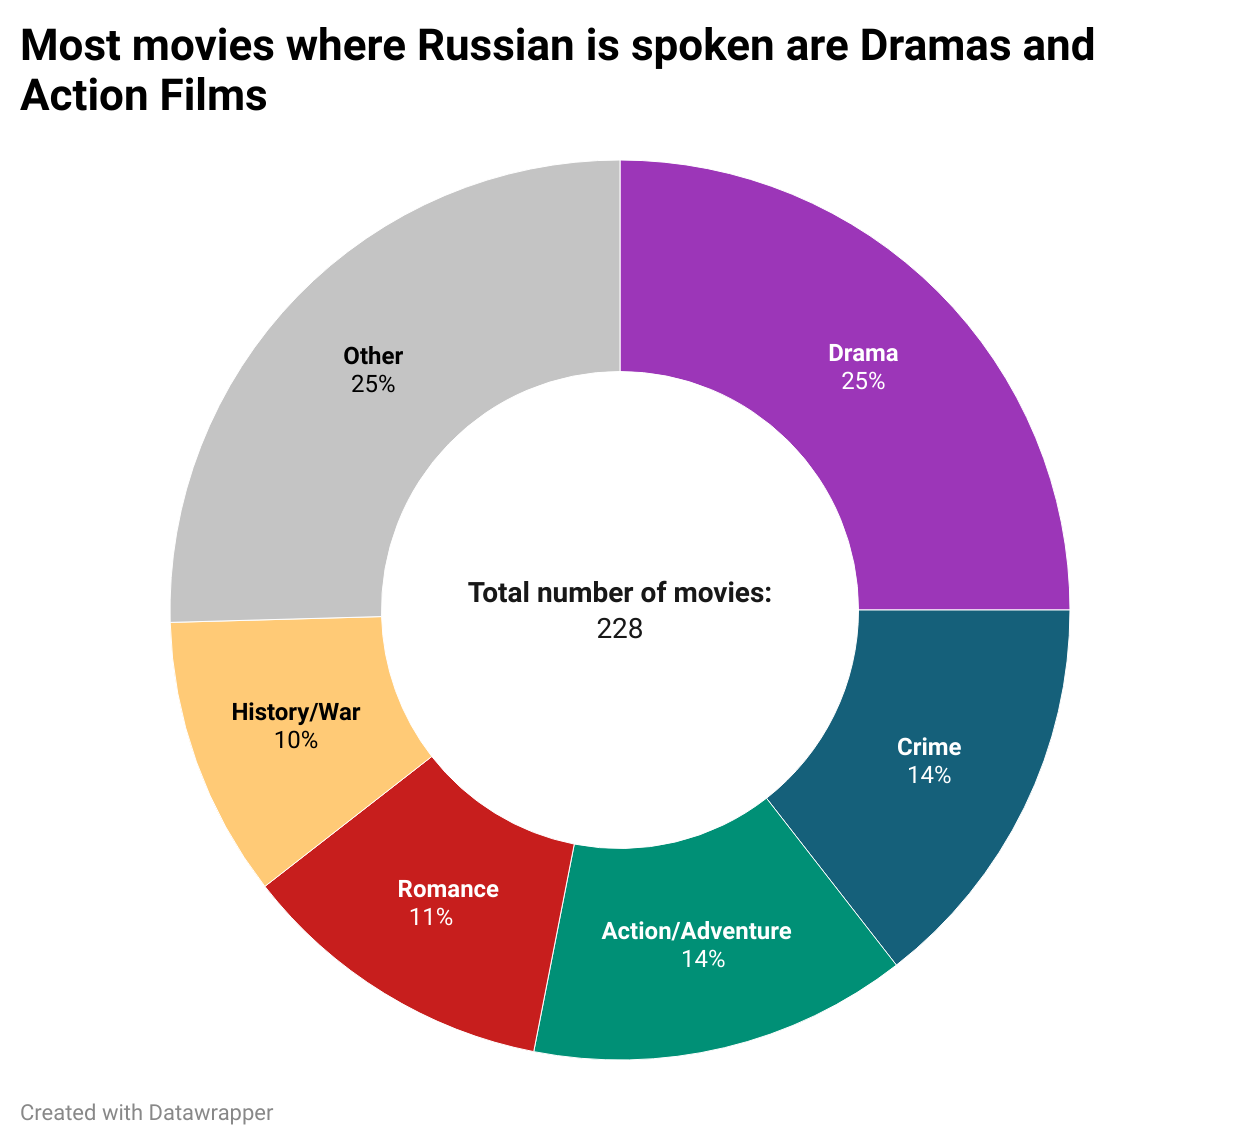 Most movies where Russian is spoken are Dramas and
Action Films
Other
25%
Drama
25%
Total number of movies:
228
History/War
10%
Crime
14%
Romance
11%
Action/Adventure
14%
Created with Datawrapper